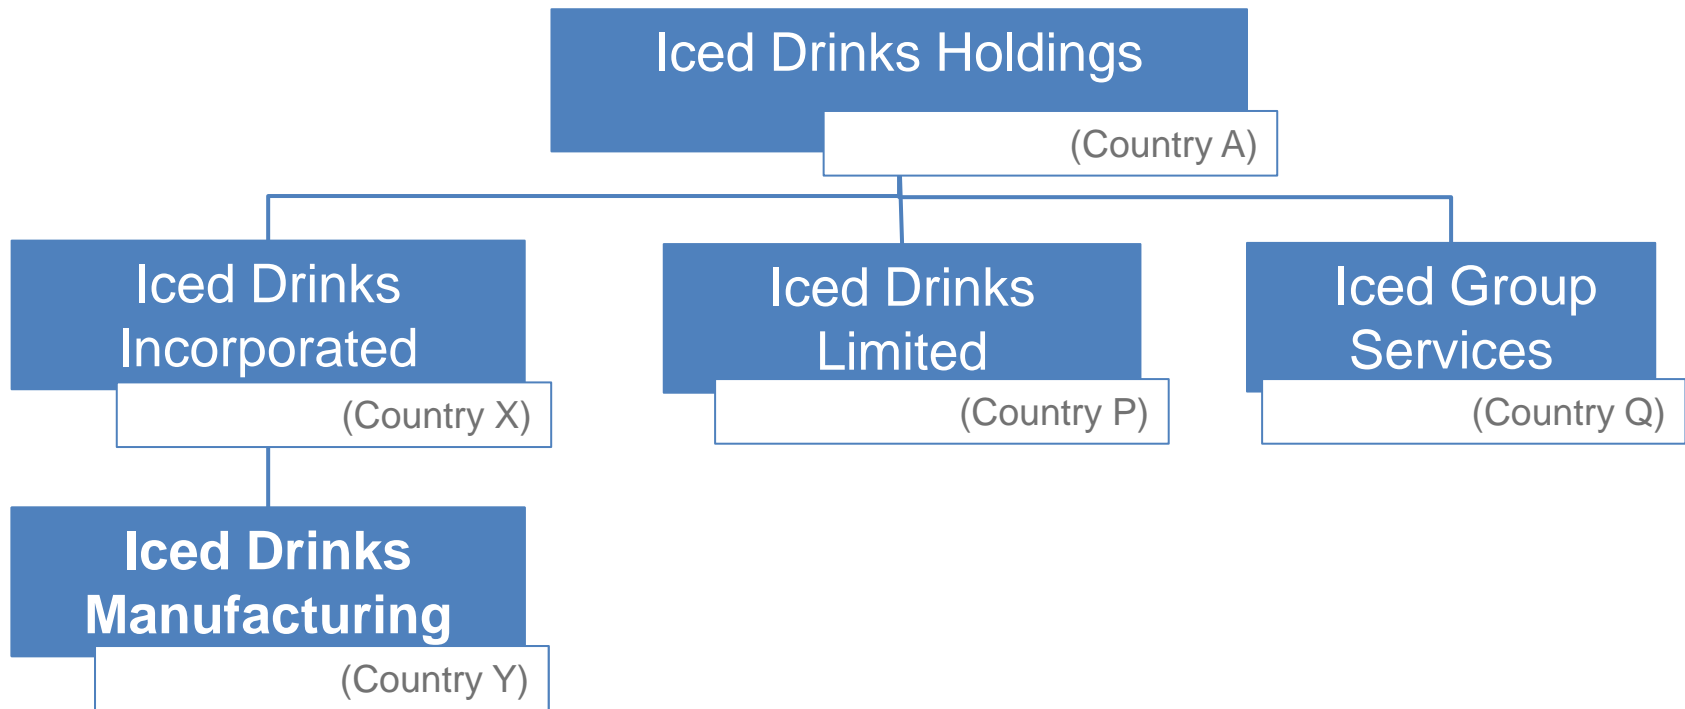 Iced Drinks Holdings
(Country A)
Iced Drinks
Incorporated
(Country X)
Iced Drinks
Limited
(Country P)
Iced Group
Services
(Country Q)
Iced Drinks
Manufacturing
(Country Y)